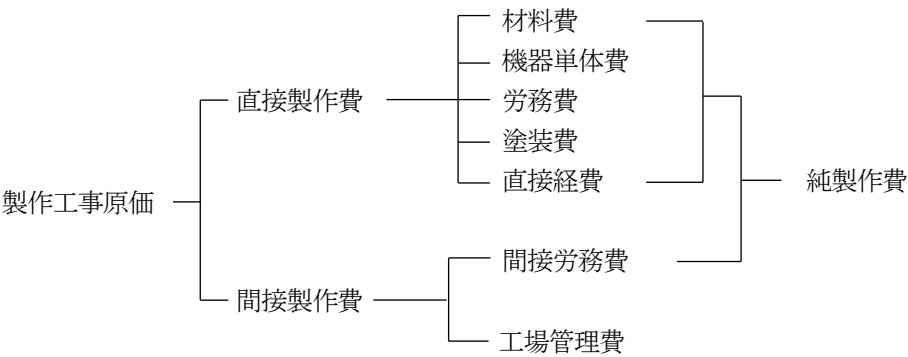 材料費
機器単体費
直接製作費
労務費
塗装費
直接経費
純製作費
製作工事原価
間接労務費
間接製作費
工場管理費